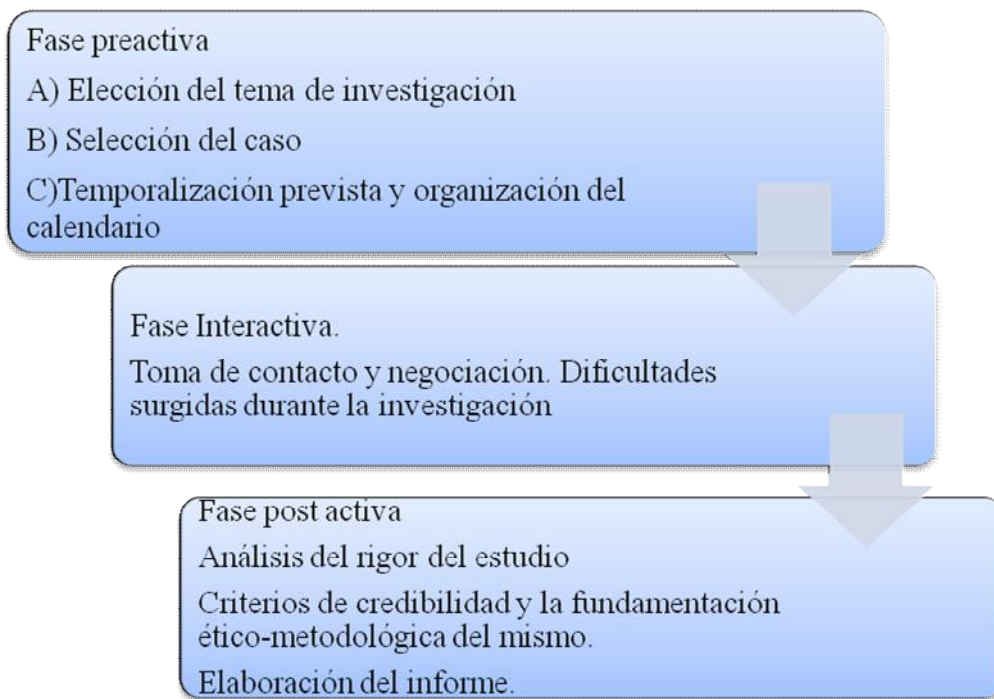 Fase preactiva
A) Elección del tema de investigación
B) Selección del caso
C)Temporalización prevista y organización del
calendario
Fase Interactiva.
Toma de contacto y negociación. Dificultades
surgidas durante la investigación
Fase post activa
Análisis del rigor del estudio
Criterios de credibilidad y la fundamentación
ético-metodológica del mismo.
Elaboración del informe.